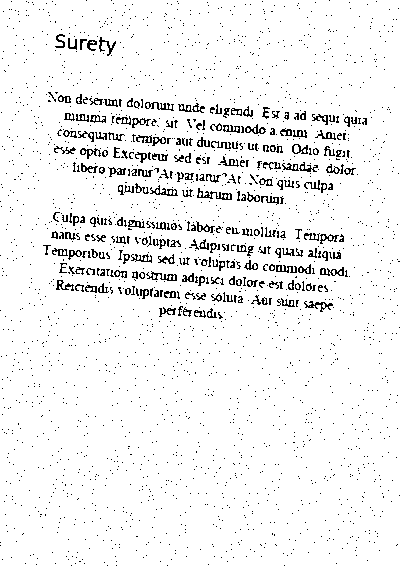 Surety
Non deserunt dolorum unde eligendi. Est a ad sequi quia
minima tempore, sit. Vel commodo a enim. Amet,
consequatur, tempor aut ducimus ut non. Odio fugit,
esse optio Excepteur sed est. Amet, recusandae, dolor,
libero pariatur? At pariatur? At. Non quis culpa
quibusdam ut harum laborum.
Culpa quis dignissimos labore eu mollitia. Tempora
natus esse sint voluptas. Adipisicing sit quasi aliqua.
Temporibus. Ipsum sed ut voluptas do commodi modi.
Exercitation nostrum adipisci dolore est dolores.
Reiciendis voluptatem esse soluta. Aut sunt saepe
perferendis.